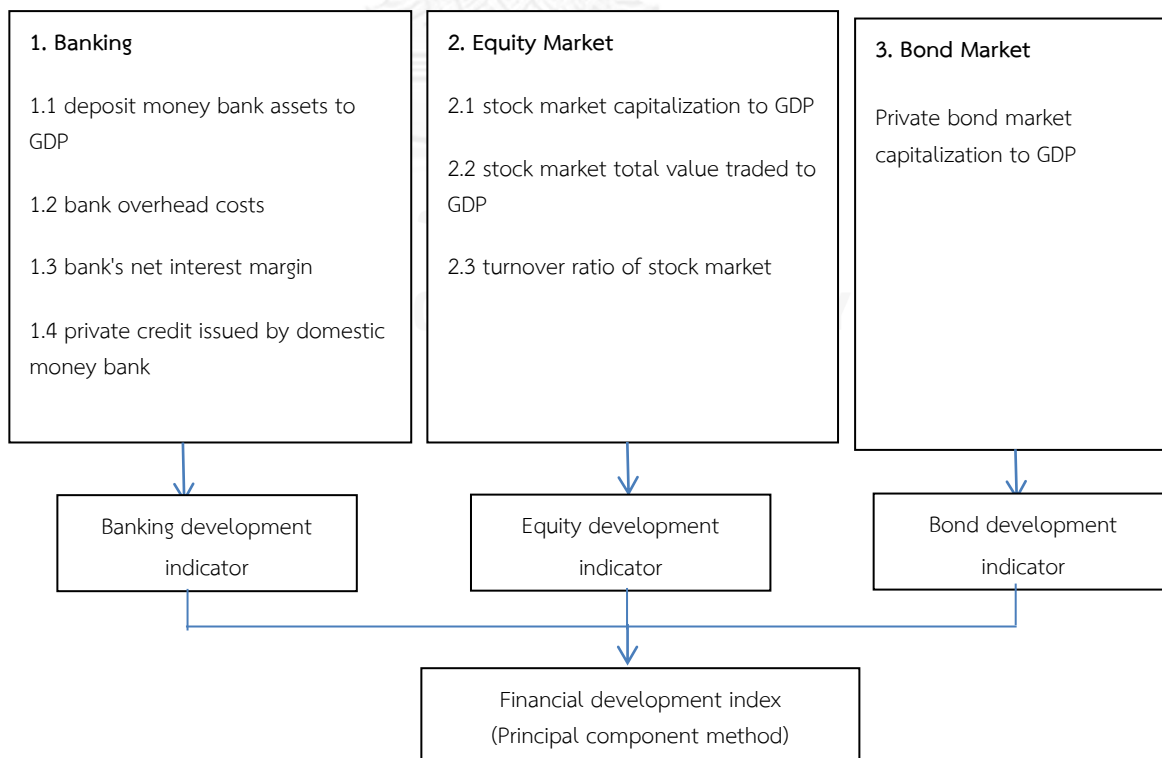 1. Banking
1.1 deposit money bank assets to
GDP
1.2 bank overhead costs
1.3 bank's net interest margin
1.4 private credit issued by domestic
money bank
2. Equity Market
2.1 stock market capitalization to GDP
2.2 stock market total value traded to
GDP
2.3 turnover ratio of stock market
3. Bond Market
Private bond market
capitalization to GDP
Banking development
indicator
Equity development
indicator
Bond development
indicator
Financial development index
(Principal component method)